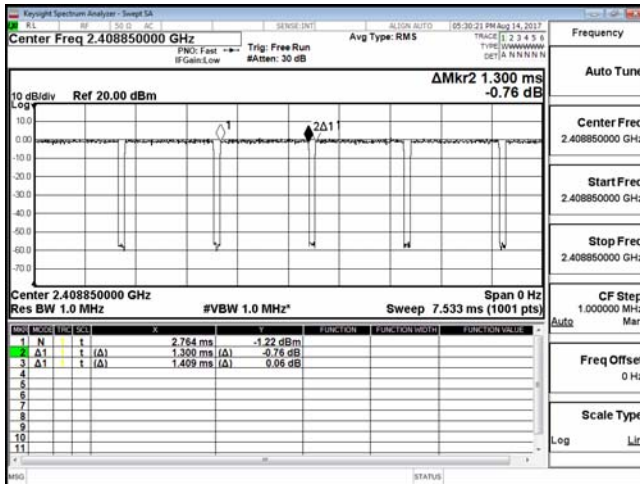 Keysight Spectrum Analyzer - Swept SA
RL RF 50 Ω AC SENSE:INT ALIGN AUTO 05:30:21 PM Aug 14, 2017
Center Freq 2.408850000 GHz
PNO: Fast
IFGain:Low
Trig: Free Run
#Atten: 30 dB
Avg Type: RMS
TRACE 1 2 3 4 5 6
TYPE WWWWWW
DET A N N N N N
ΔMkr2 1.300 ms
-0.76 dB
10 dB/div Ref 20.00 dBm
Log
10.0
0.00
-10.0
-20.0
-30.0
-40.0
-50.0
-60.0
-70.0
1
2Δ1
Center 2.408850000 GHz
Span 0 Hz
Res BW 1.0 MHz
#VBW 1.0 MHz*
Sweep 7.533 ms (1001 pts)
MKR MODE TRC SCL X Y FUNCTION FUNCTION WIDTH FUNCTION VALUE
1 N t 2.764 ms -1.22 dBm
2 Δ1 t (Δ) 1.300 ms (Δ) -0.76 dB
3 Δ1 t (Δ) 1.409 ms (Δ) 0.06 dB
4
5
6
7
8
9
10
11
MSG
STATUS
Frequency
Auto Tune
Center Freq
2.408850000 GHz
Start Freq
2.408850000 GHz
Stop Freq
2.408850000 GHz
CF Step
1.000000 MHz
Auto Man
Freq Offset
0 Hz
Scale Type
Log Lin